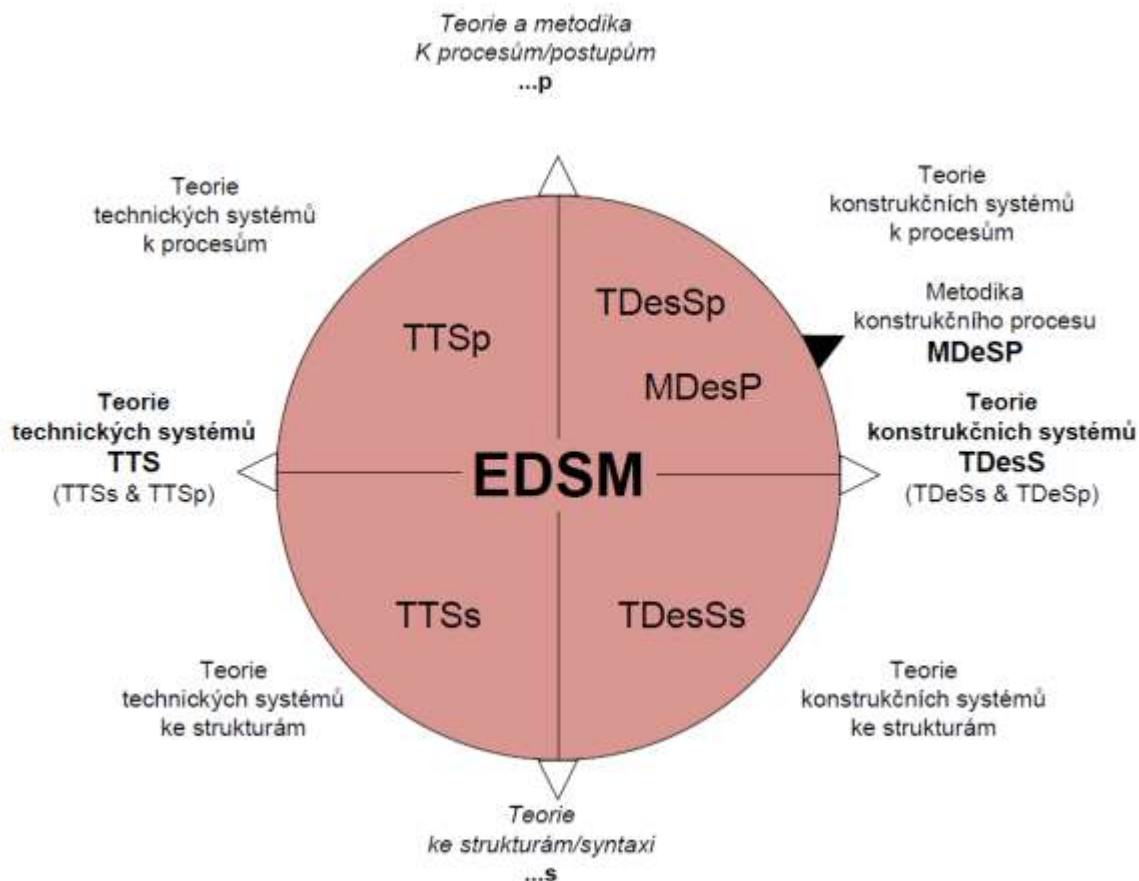 Teorie a metodika
K procesům/postupům
...p
Teorie
technických systémů
k procesům
Teorie
konstrukčních systémů
k procesům
TTSp
TDesSp
MDesP
Metodika
konstrukčního procesu
MDeSP
Teorie
technických systémů
TTS
(TTSs & TTSp)
EDSM
Teorie
konstrukčních systémů
TDesS
(TDeSs & TDeSp)
TTSs
TDesSs
Teorie
technických systémů
ke strukturám
Teorie
konstrukčních systémů
ke strukturám
Teorie
ke strukturám/syntaxi
...s